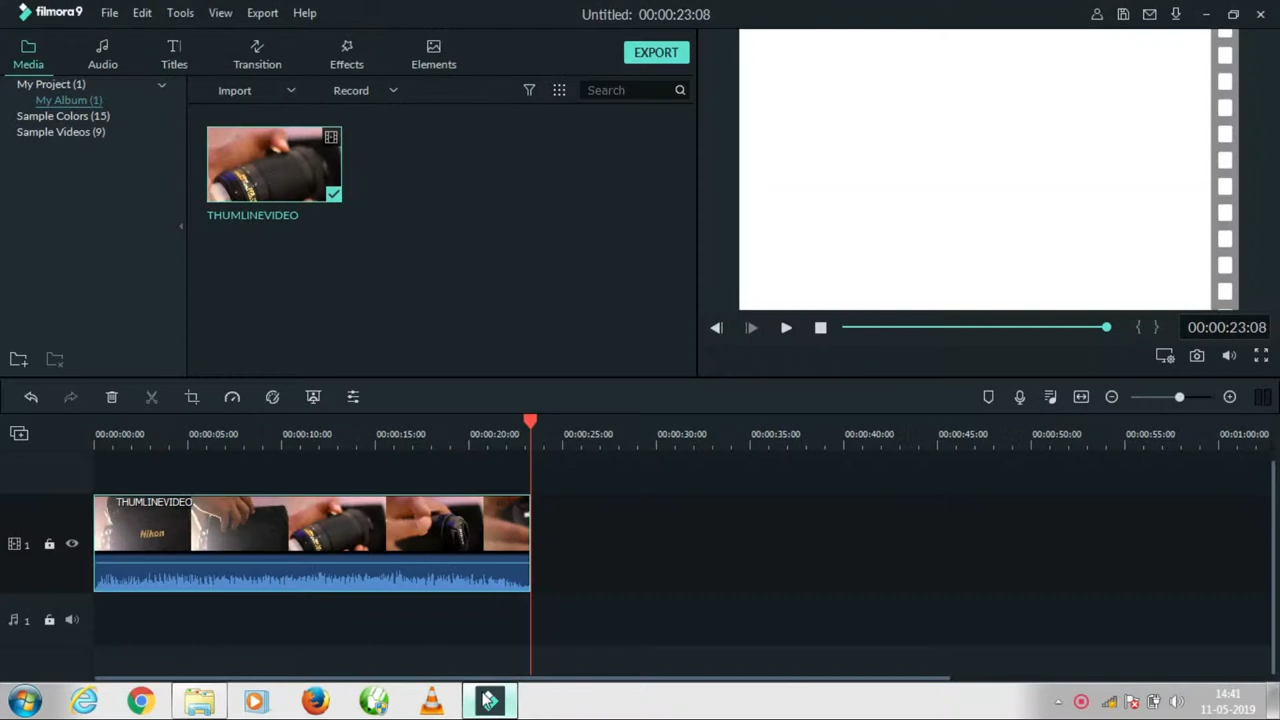 filmora 9 File Edit Tools View Export Help Untitled: 00:00:23:08
Media Audio Titles Transition Effects Elements EXPORT
My Project (1) Import Record Search
My Album (1)
Sample Colors (15)
Sample Videos (9)
THUMLINEVIDEO
00:00:23:08
00:00:00:00 00:00:05:00 00:00:10:00 00:00:15:00 00:00:20:00 00:00:25:00 00:00:30:00 00:00:35:00 00:00:40:00 00:00:45:00 00:00:50:00 00:00:55:00 00:01:00:00
THUMLINEVIDEO
Nikon
1
1
14:41
11-05-2019